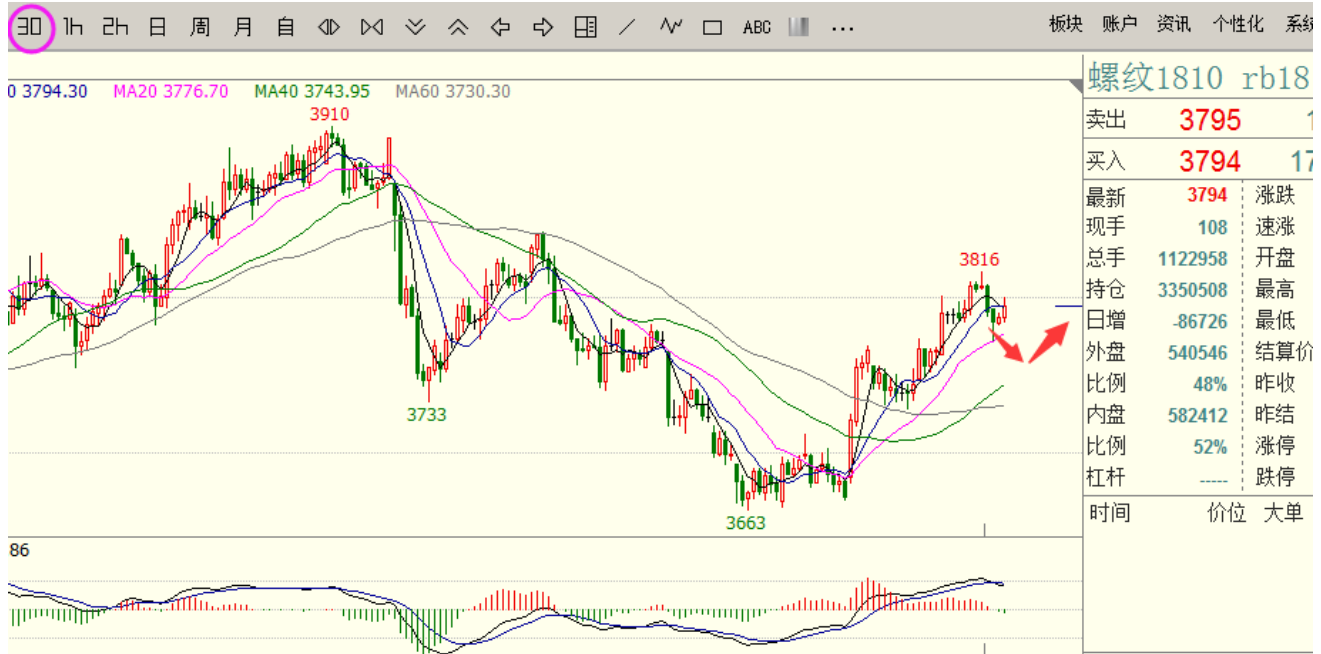 30 1h 2h 日 周 月 自 ABC ... 板块 账户 资讯 个性化 系统
0 3794.30 MA20 3776.70 MA40 3743.95 MA60 3730.30
螺纹1810 rb18
3910
卖出 3795 1
买入 3794 17
最新 3794 涨跌
现手 108 速涨
总手 1122958 开盘
3816
持仓 3350508 最高
日增 -86726 最低
外盘 540546 结算价
比例 48% 昨收
3733
内盘 582412 昨结
比例 52% 涨停
杠杆 ----- 跌停
3663
时间 价位 大单
86